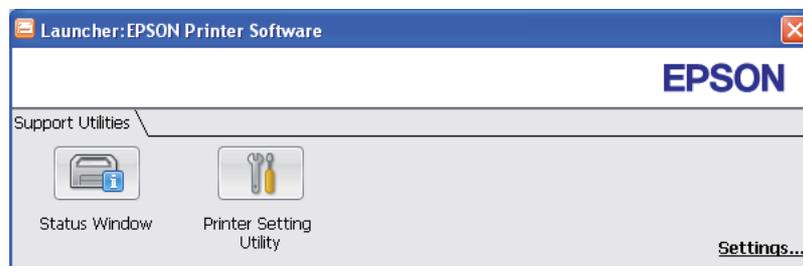 Launcher:EPSON Printer Software
EPSON
Support Utilities
Status Window
Printer Setting
Utility
Settings...